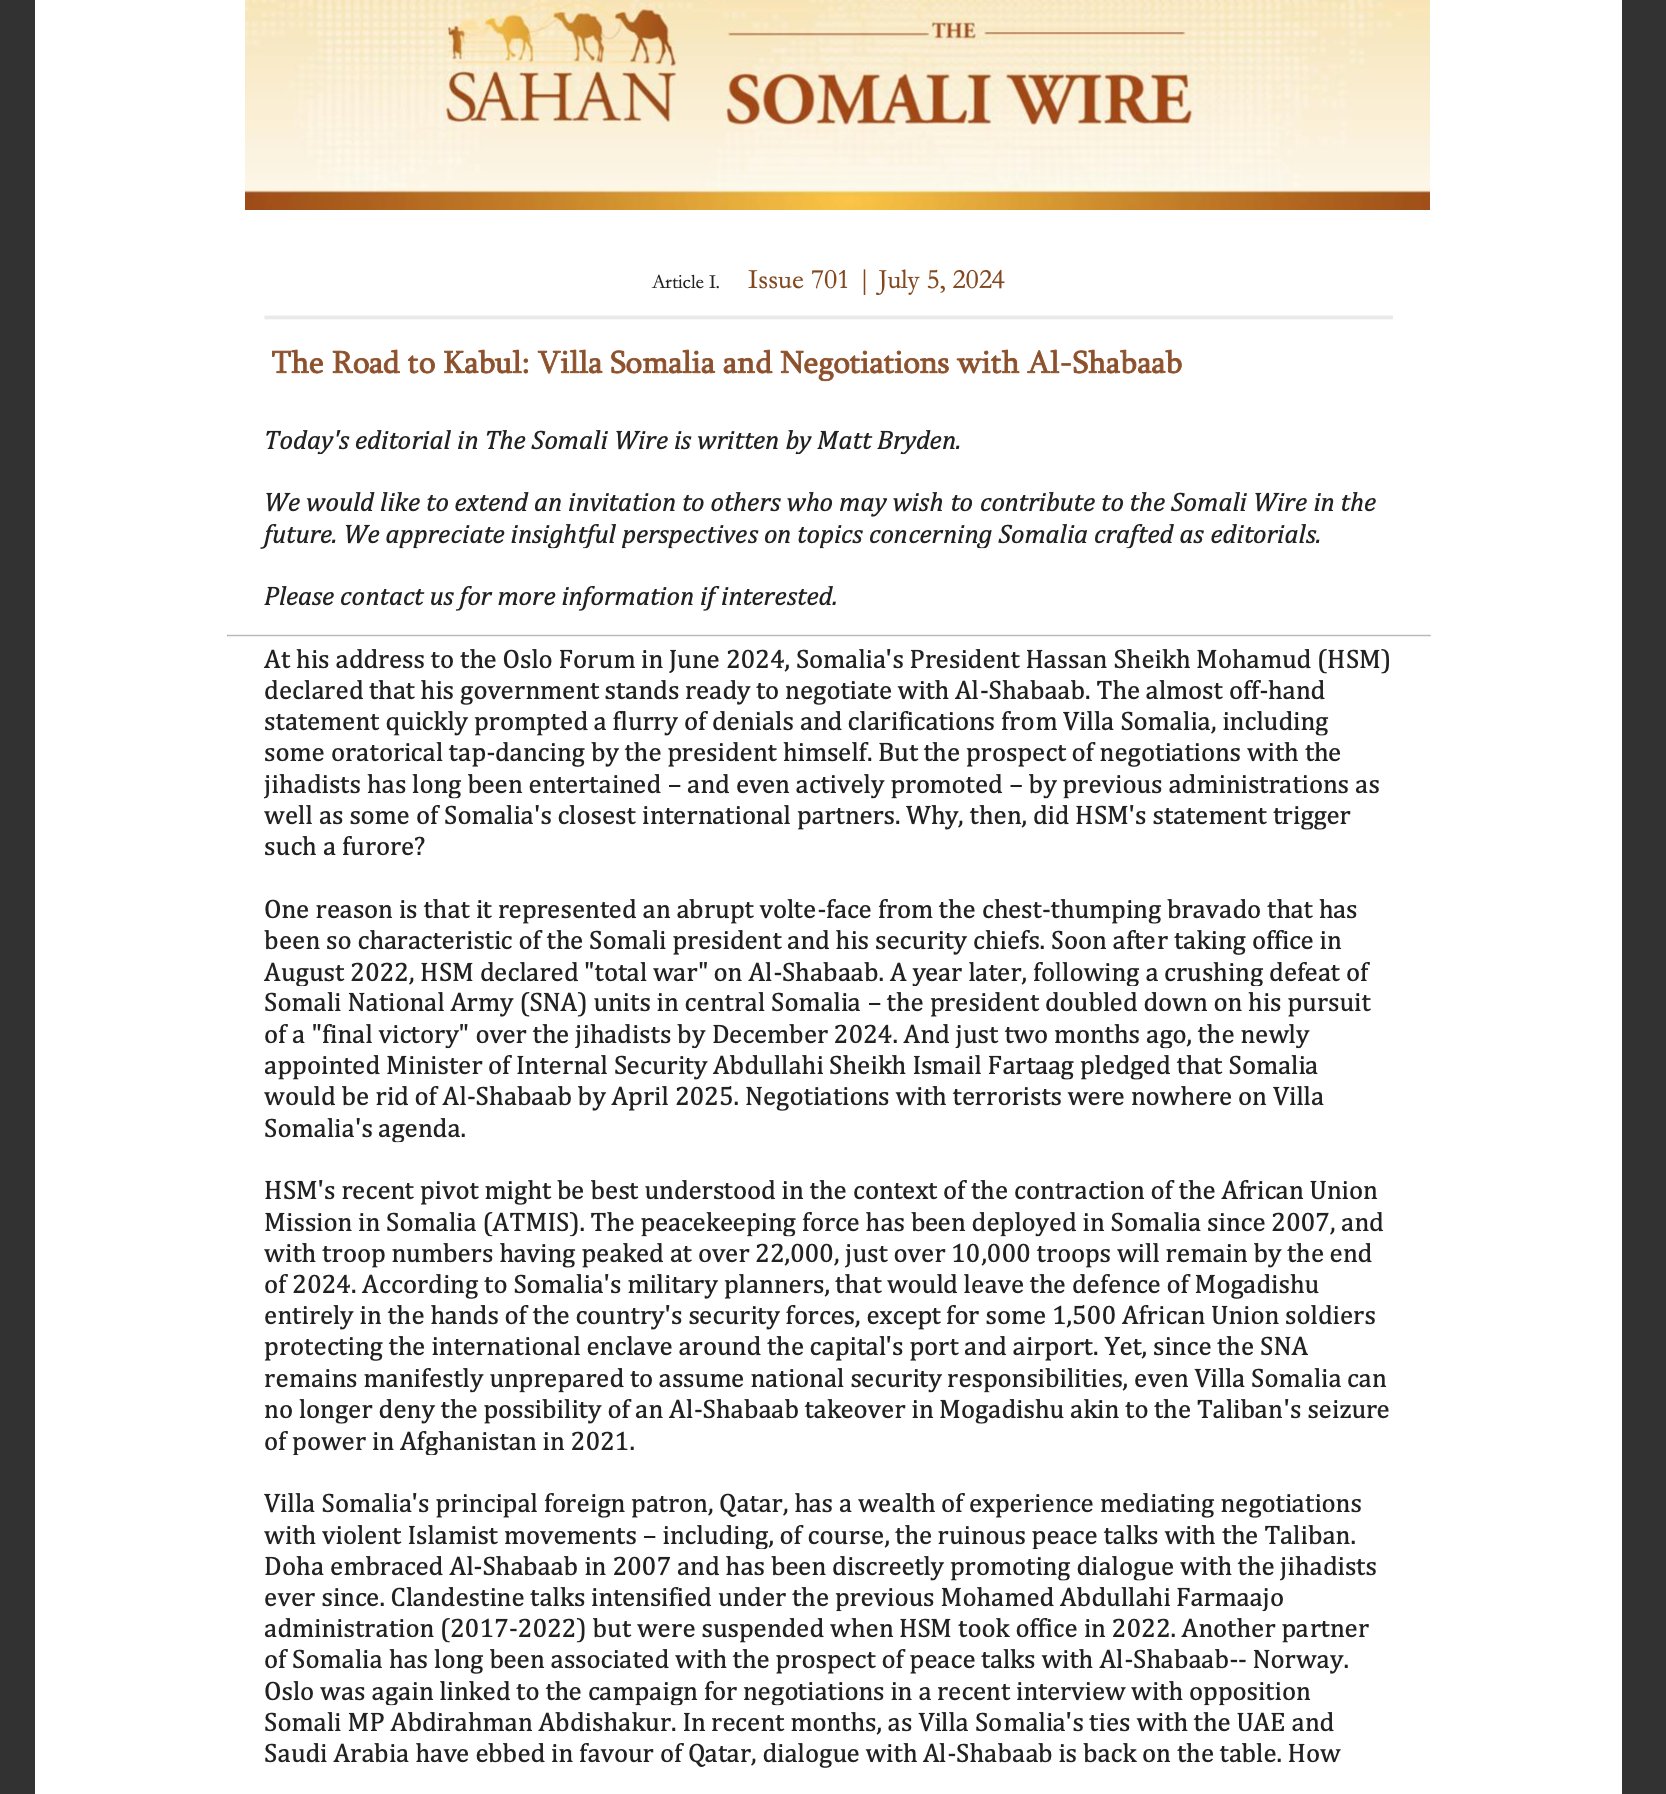 SAHAN
THE
SOMALI WIRE
Article I. Issue 701 | July 5, 2024
The Road to Kabul: Villa Somalia and Negotiations with Al-Shabaab
Today's editorial in The Somali Wire is written by Matt Bryden.
We would like to extend an invitation to others who may wish to contribute to the Somali Wire in the
future. We appreciate insightful perspectives on topics concerning Somalia crafted as editorials.
Please contact us for more information if interested.
At his address to the Oslo Forum in June 2024, Somalia's President Hassan Sheikh Mohamud (HSM)
declared that his government stands ready to negotiate with Al-Shabaab. The almost off-hand
statement quickly prompted a flurry of denials and clarifications from Villa Somalia, including
some oratorical tap-dancing by the president himself. But the prospect of negotiations with the
jihadists has long been entertained – and even actively promoted – by previous administrations as
well as some of Somalia's closest international partners. Why, then, did HSM's statement trigger
such a furore?
One reason is that it represented an abrupt volte-face from the chest-thumping bravado that has
been so characteristic of the Somali president and his security chiefs. Soon after taking office in
August 2022, HSM declared "total war" on Al-Shabaab. A year later, following a crushing defeat of
Somali National Army (SNA) units in central Somalia – the president doubled down on his pursuit
of a "final victory" over the jihadists by December 2024. And just two months ago, the newly
appointed Minister of Internal Security Abdullahi Sheikh Ismail Fartaag pledged that Somalia
would be rid of Al-Shabaab by April 2025. Negotiations with terrorists were nowhere on Villa
Somalia's agenda.
HSM's recent pivot might be best understood in the context of the contraction of the African Union
Mission in Somalia (ATMIS). The peacekeeping force has been deployed in Somalia since 2007, and
with troop numbers having peaked at over 22,000, just over 10,000 troops will remain by the end
of 2024. According to Somalia's military planners, that would leave the defence of Mogadishu
entirely in the hands of the country's security forces, except for some 1,500 African Union soldiers
protecting the international enclave around the capital's port and airport. Yet, since the SNA
remains manifestly unprepared to assume national security responsibilities, even Villa Somalia can
no longer deny the possibility of an Al-Shabaab takeover in Mogadishu akin to the Taliban's seizure
of power in Afghanistan in 2021.
Villa Somalia's principal foreign patron, Qatar, has a wealth of experience mediating negotiations
with violent Islamist movements – including, of course, the ruinous peace talks with the Taliban.
Doha embraced Al-Shabaab in 2007 and has been discreetly promoting dialogue with the jihadists
ever since. Clandestine talks intensified under the previous Mohamed Abdullahi Farmaajo
administration (2017-2022) but were suspended when HSM took office in 2022. Another partner
of Somalia has long been associated with the prospect of peace talks with Al-Shabaab-- Norway.
Oslo was again linked to the campaign for negotiations in a recent interview with opposition
Somali MP Abdirahman Abdishakur. In recent months, as Villa Somalia's ties with the UAE and
Saudi Arabia have ebbed in favour of Qatar, dialogue with Al-Shabaab is back on the table. How